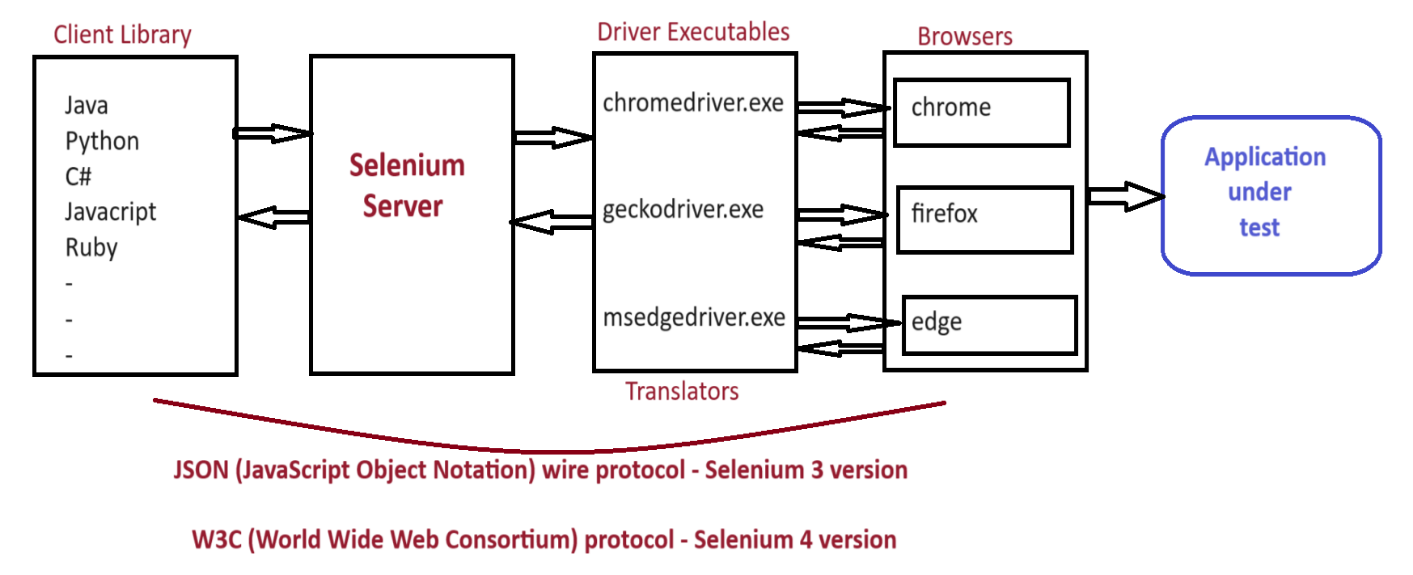 Client Library
Java
Python
C#
Javacript
Ruby
-
-
-
Selenium
Server
Driver Executables
chromedriver.exe
geckodriver.exe
msedgedriver.exe
Translators
Browsers
chrome
firefox
edge
Application
under
test
JSON (JavaScript Object Notation) wire protocol - Selenium 3 version
W3C (World Wide Web Consortium) protocol - Selenium 4 version